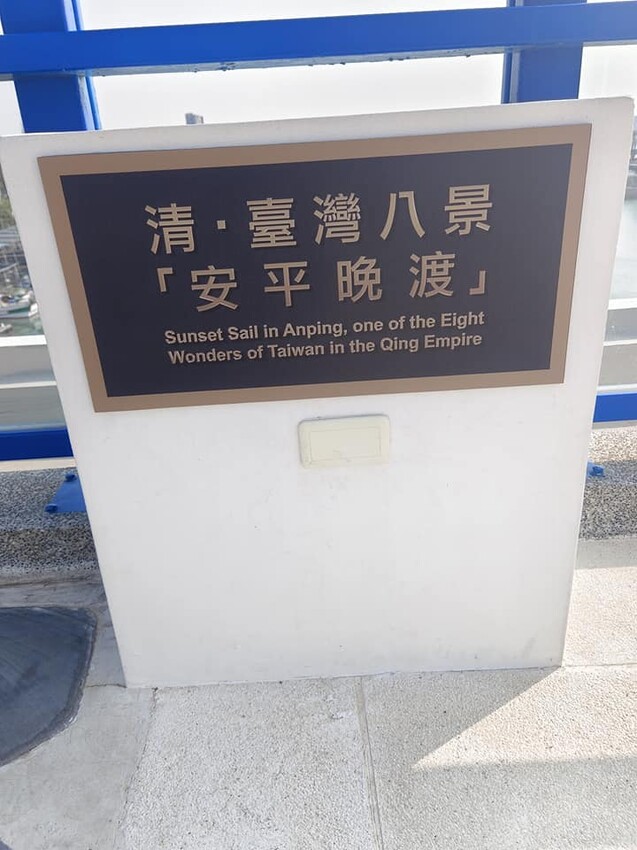 清·臺灣八景
「安平晚渡」
Sunset Sail in Anping, one of the Eight
Wonders of Taiwan in the Qing Empire